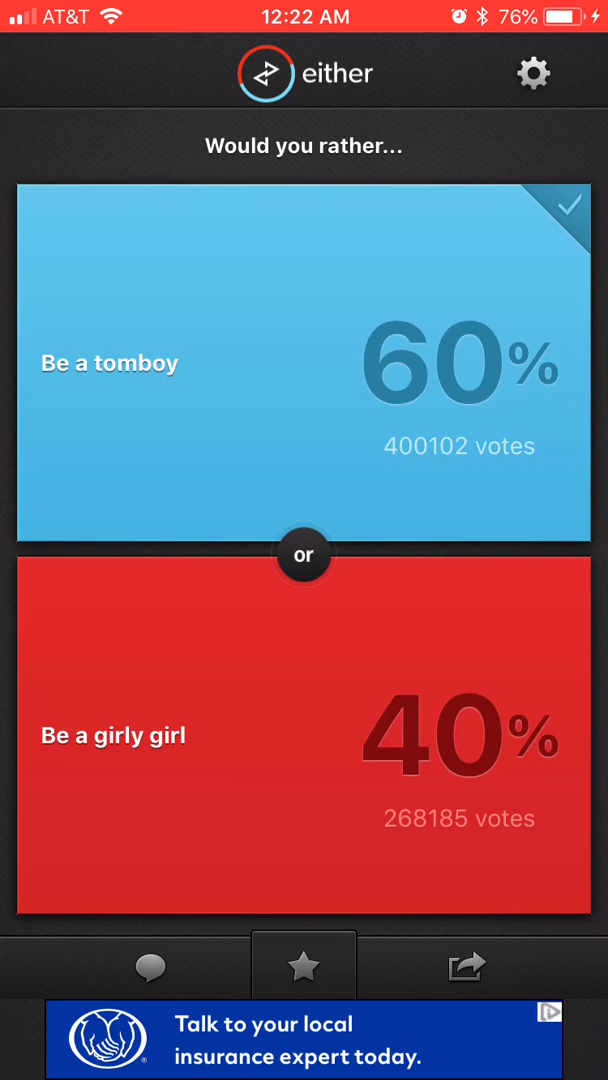 AT&T 12:22 AM 76%
either
Would you rather...
Be a tomboy
60%
400102 votes
or
Be a girly girl
40%
268185 votes
Talk to your local
insurance expert today.